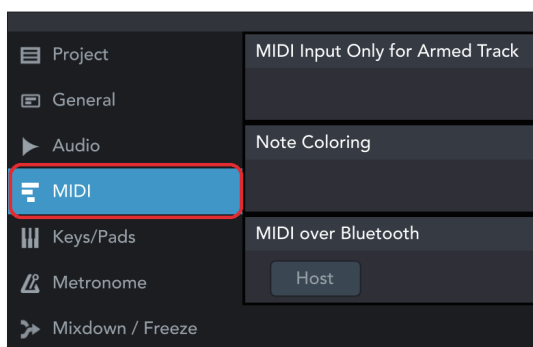 Project
General
Audio
MIDI
Keys/Pads
Metronome
Mixdown / Freeze
MIDI Input Only for Armed Track
Note Coloring
MIDI over Bluetooth
Host